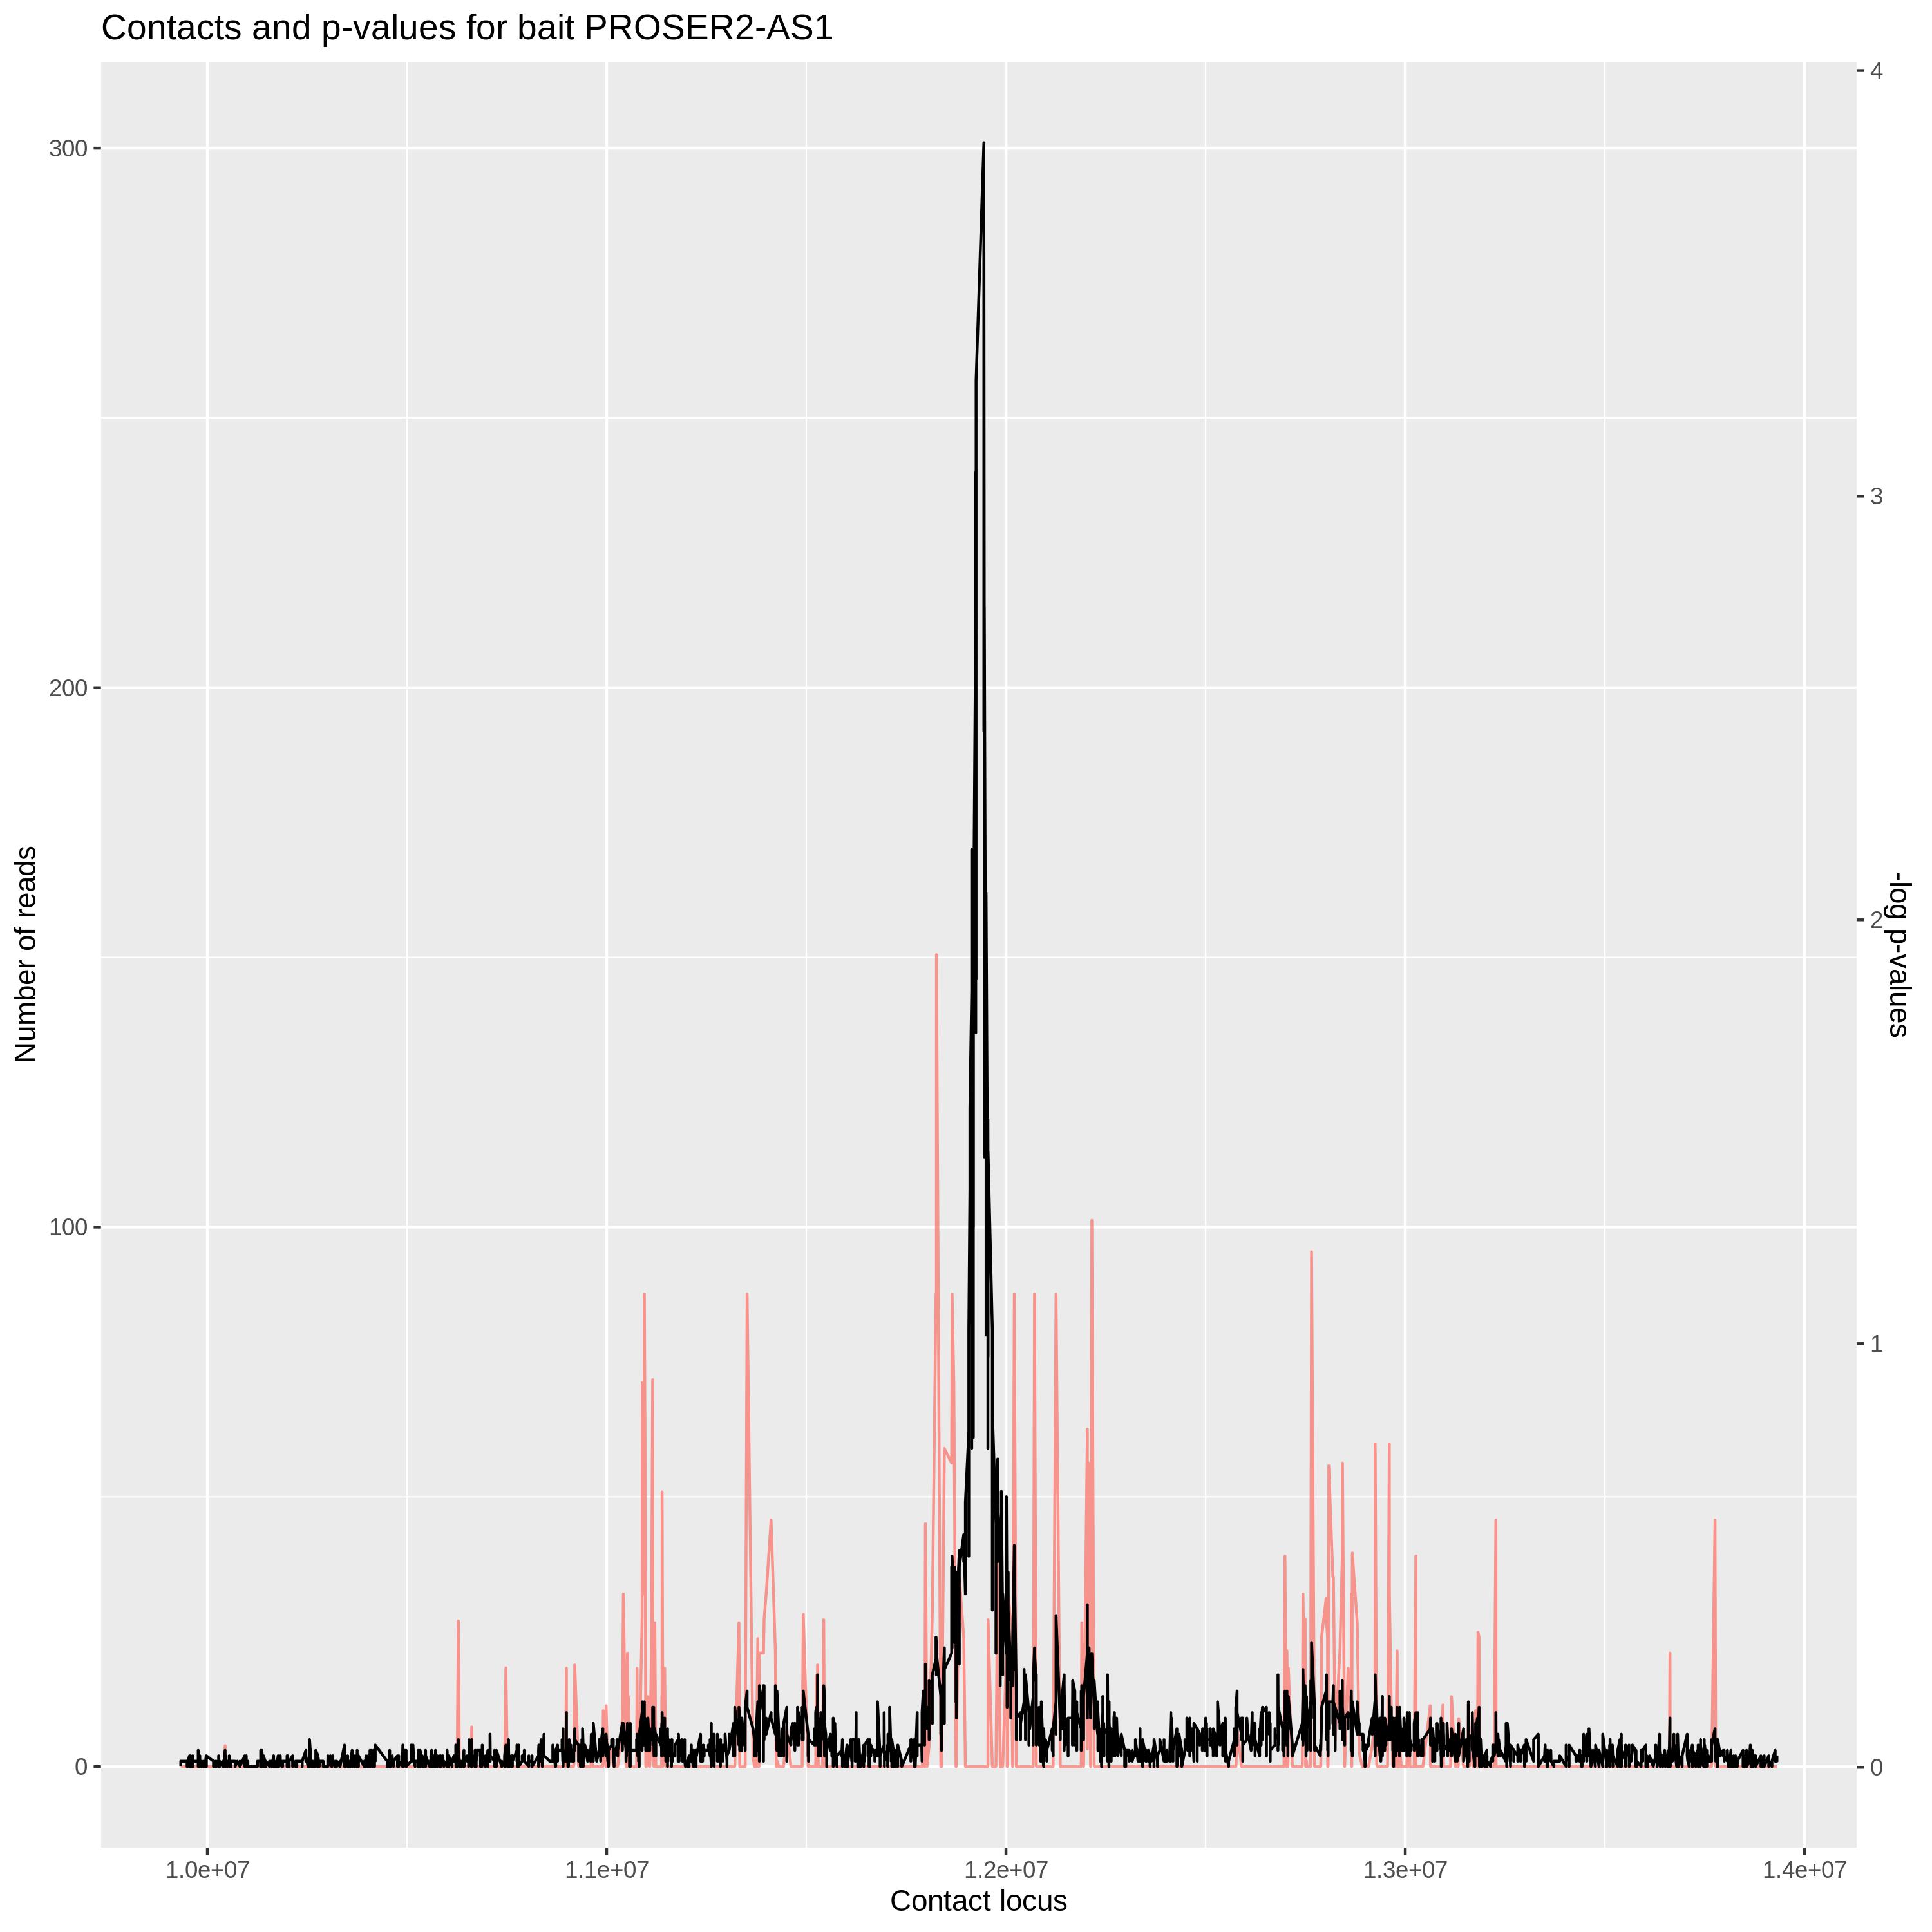 Contacts and p-values for bait PROSER2-AS1
300
200
100
0
Number of reads
4
3
2
1
0
-log p-values
1.0e+07 1.1e+07 1.2e+07 1.3e+07 1.4e+07
Contact locus